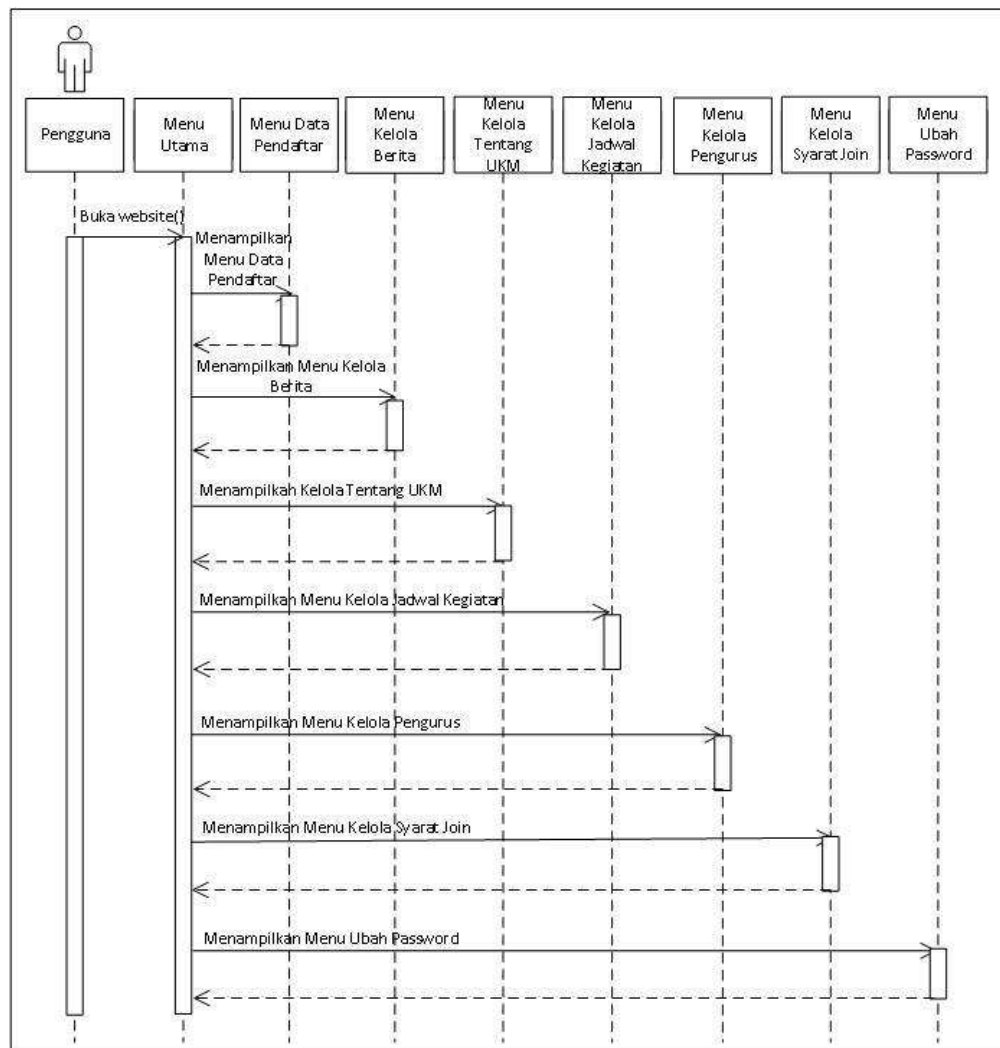 Pengguna
Menu
Utama
Menu Data
Pendaftar
Menu
Kelola
Berita
Menu
Kelola
Tentang
UKM
Menu
Kelola
Jadwal
Kegiatan
Menu
Kelola
Pengurus
Menu
Kelola
Syarat Join
Menu
Ubah
Password
Buka website()
Menampilkan
Menu Data
Pendaftar
Menampilkan Menu Kelola
Berita
Menampilkan Kelola Tentang UKM
Menampilkan Menu Kelola Jadwal Kegiatan
Menampilkan Menu Kelola Pengurus
Menampilkan Menu Kelola Syarat Join
Menampilkan Menu Ubah Password